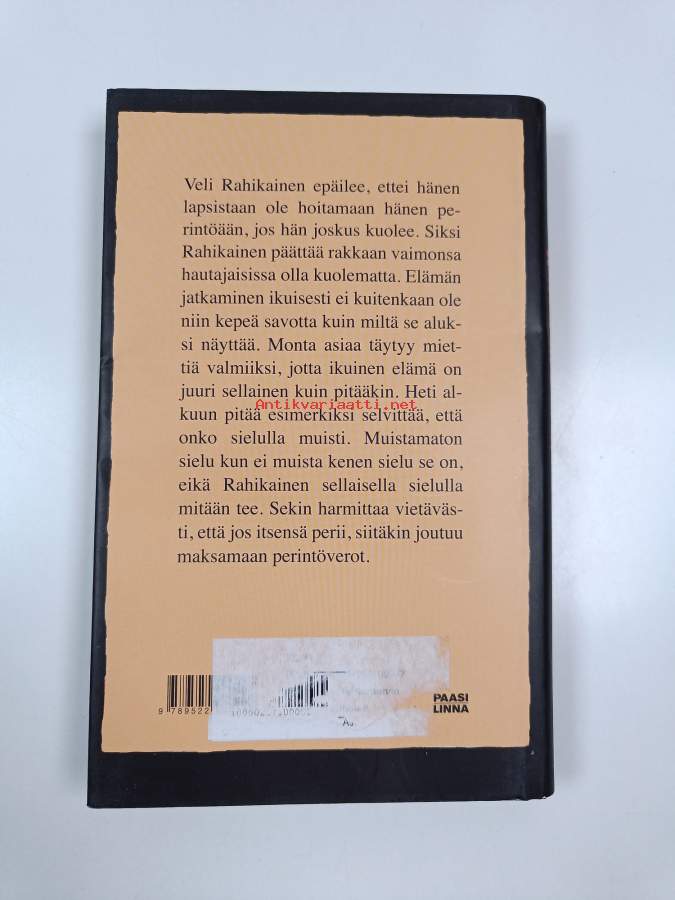 Veli Rahikainen epäilee, ettei hänen
lapsistaan ole hoitamaan hänen pe-
rintöään, jos hän joskus kuolee. Siksi
Rahikainen päättää rakkaan vaimonsa
hautajaisissa olla kuolematta. Elämän
jatkaminen ikuisesti ei kuitenkaan ole
niin kepeä savotta kuin miltä se aluk-
si näyttää. Monta asiaa täytyy miet-
tiä valmiiksi, jotta ikuinen elämä on
juuri sellainen kuin pitääkin. Heti al-
Antikvariaatti.net
kuun pitää esimerkiksi selvittää, että
onko sielulla muisti. Muistamaton
sielu kun ei muista kenen sielu se on,
eikä Rahikainen sellaisella sielulla
mitään tee. Sekin harmittaa vietäväs-
ti, että jos itsensä perii, siitäkin joutuu
maksamaan perintöverot.
PAASI
LINNA
9 789522